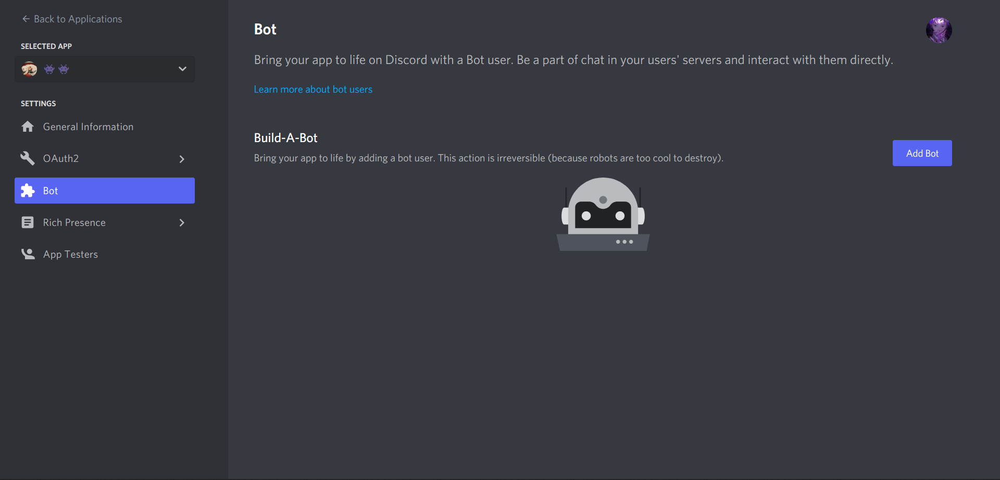 Back to Applications
SELECTED APP
👾 👾
SETTINGS
General Information
OAuth2
Bot
Rich Presence
App Testers
Bot
Bring your app to life on Discord with a Bot user. Be a part of chat in your users' servers and interact with them directly.
Learn more about bot users
Build-A-Bot
Bring your app to life by adding a bot user. This action is irreversible (because robots are too cool to destroy).
Add Bot